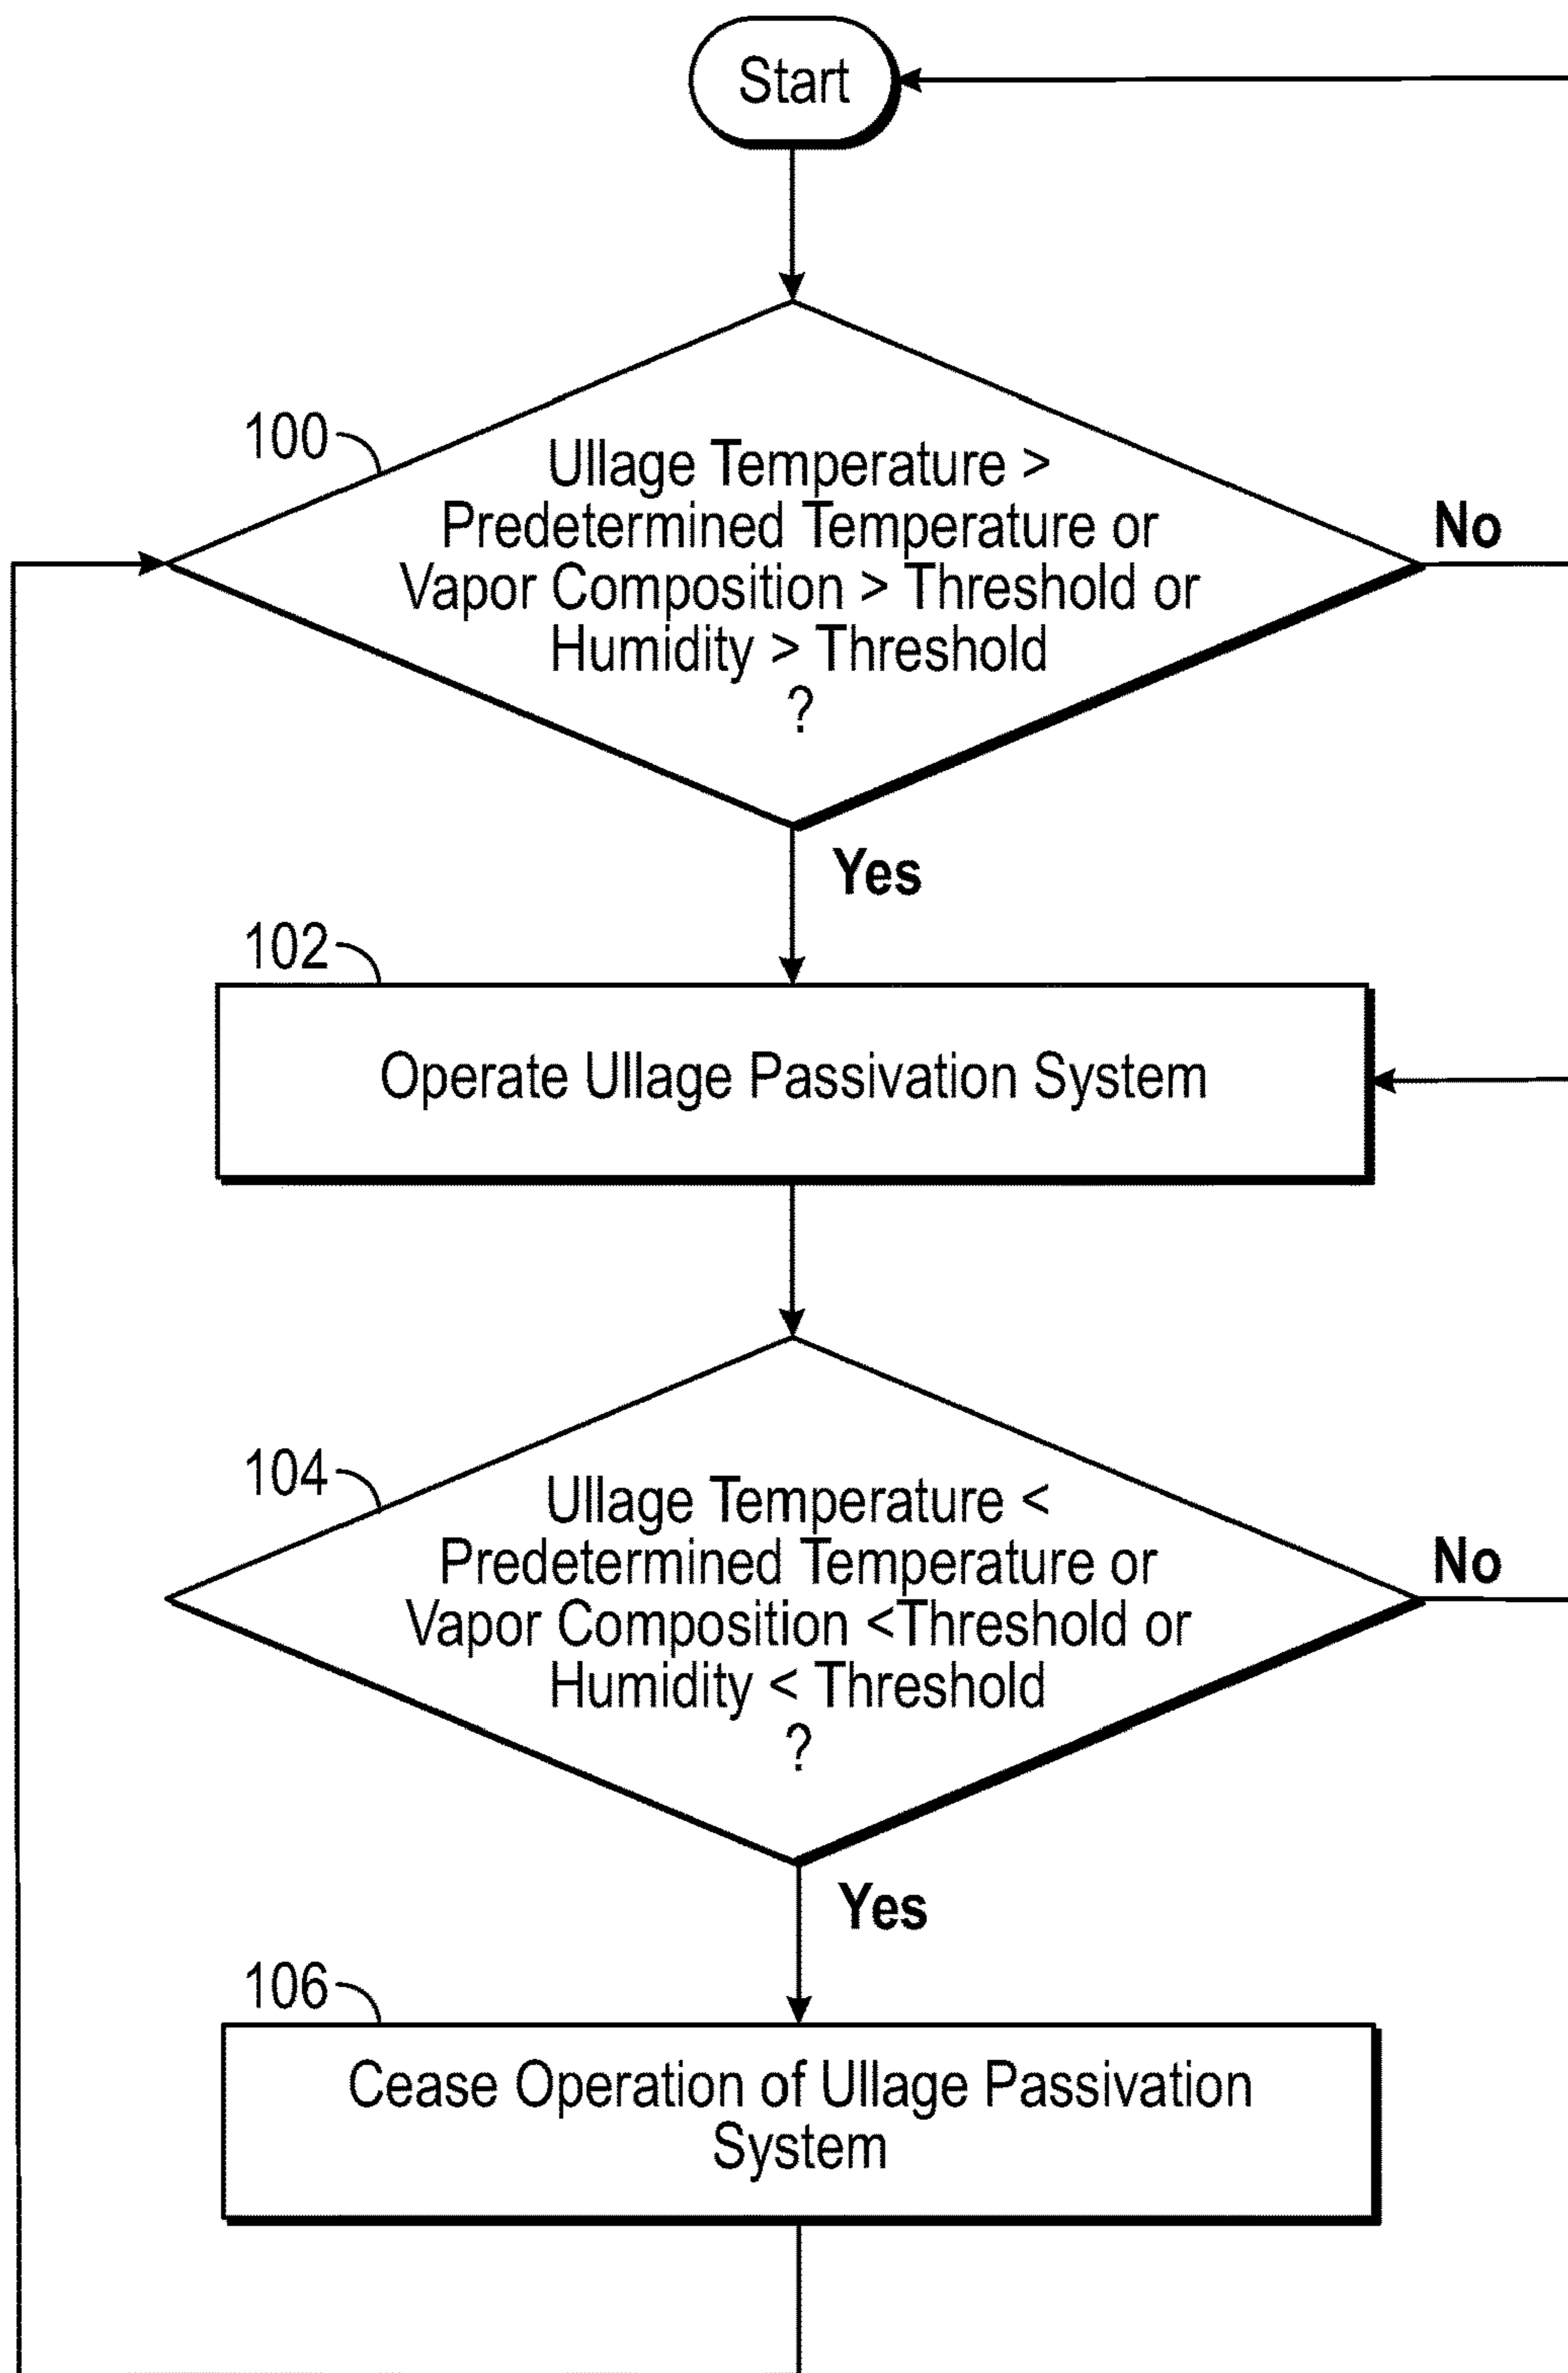 Start
100
Ullage Temperature >
Predetermined Temperature or
Vapor Composition > Threshold or
Humidity > Threshold
?
No
Yes
102
Operate Ullage Passivation System
104
Ullage Temperature <
Predetermined Temperature or
Vapor Composition <Threshold or
Humidity < Threshold
?
No
Yes
106
Cease Operation of Ullage Passivation
System